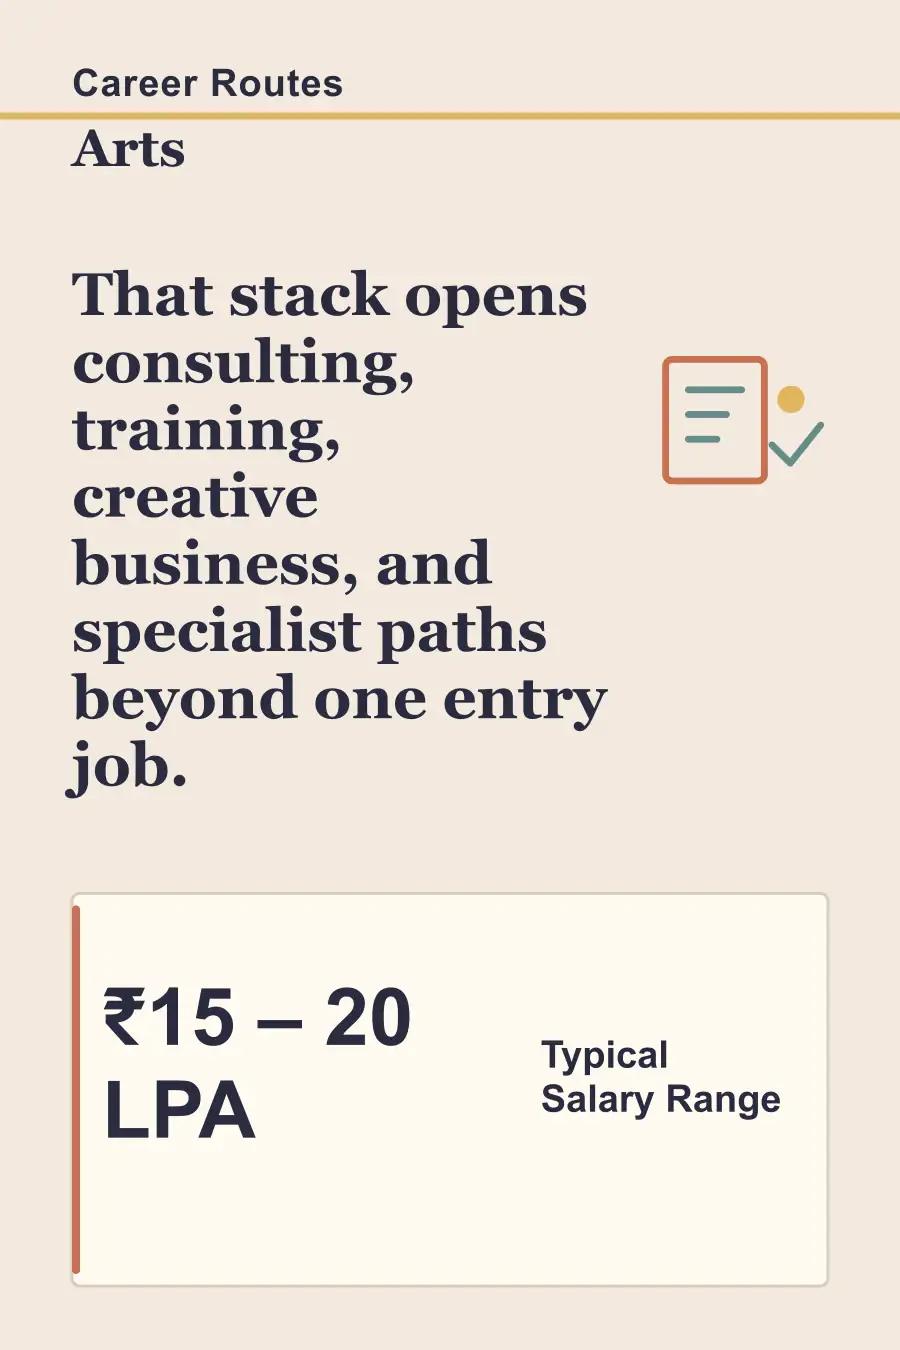 Career Routes
Arts
That stack opens
consulting,
training,
creative
business, and
specialist paths
beyond one entry
job.
₹15 – 20
LPA
Typical
Salary Range